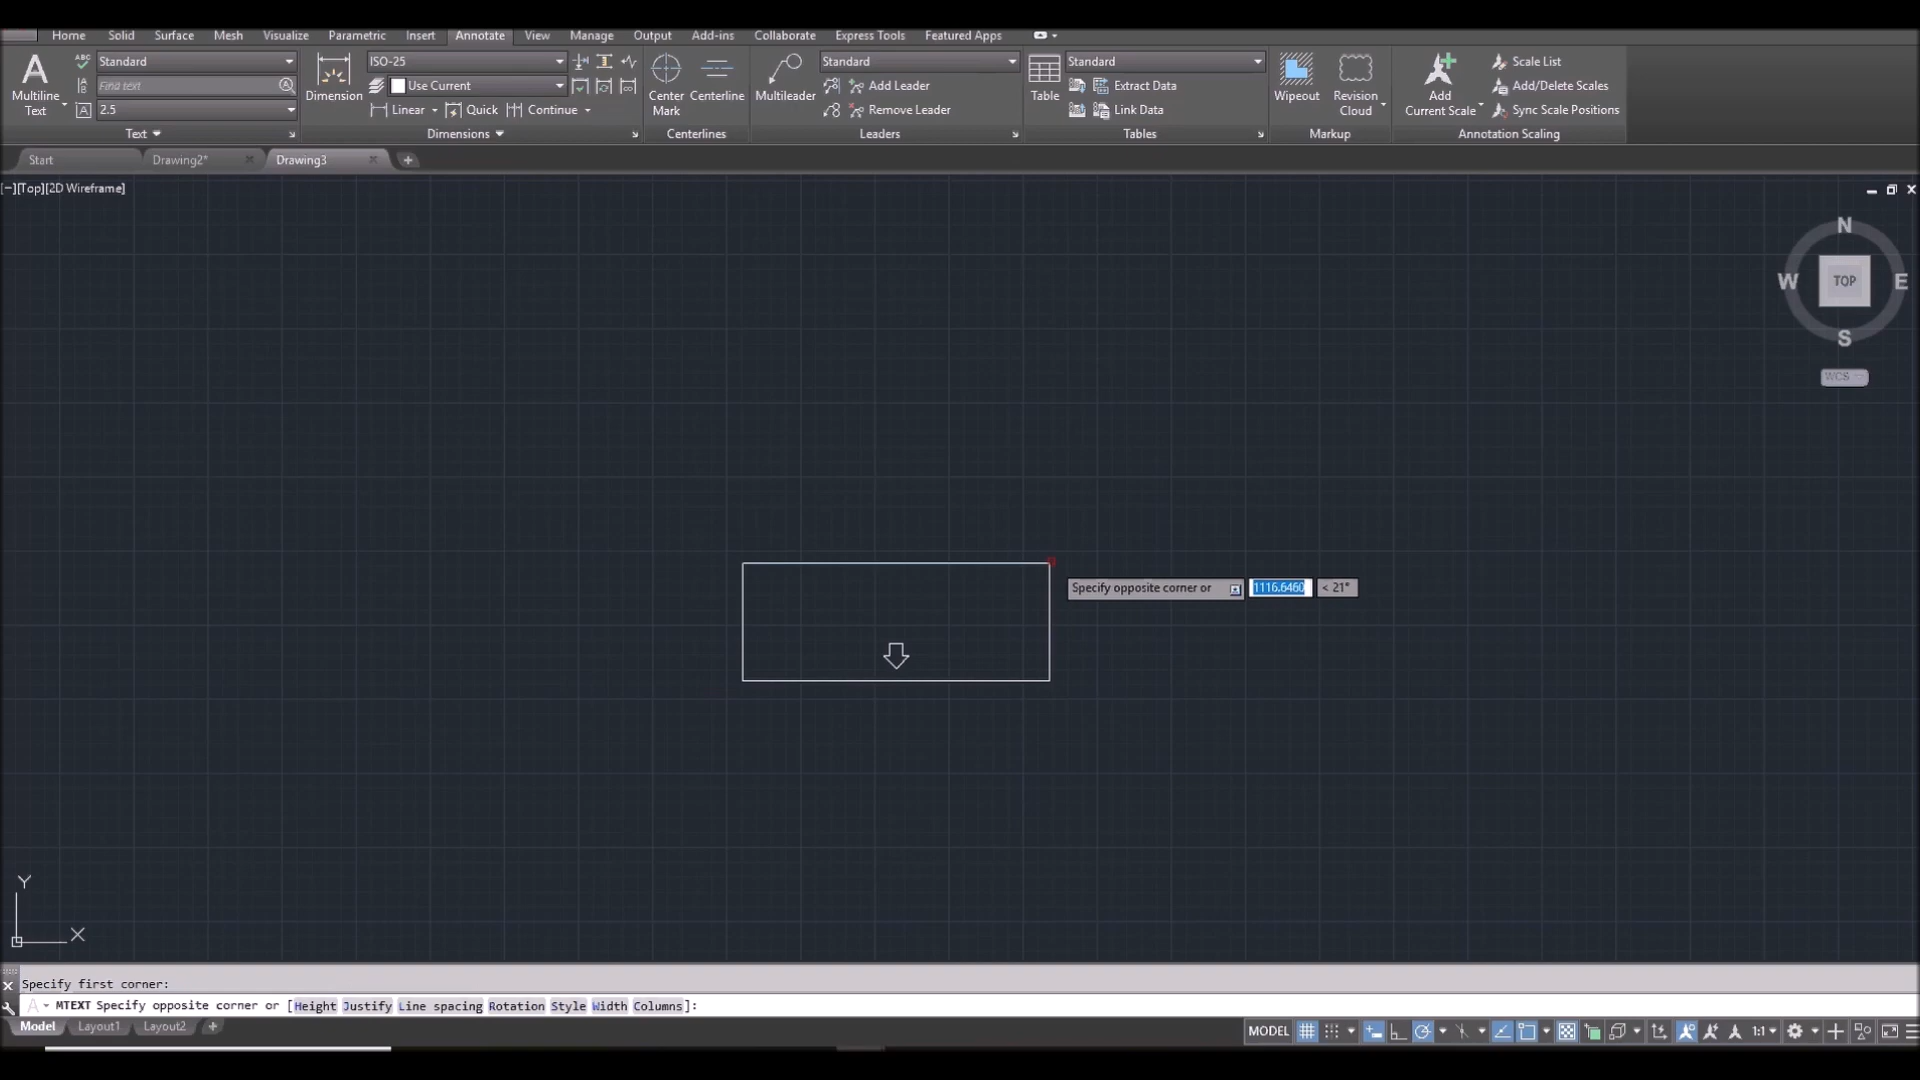 Home Solid Surface Mesh Visualize Parametric Insert Annotate View Manage Output Add-ins Collaborate Express Tools Featured Apps
Standard ISO-25 Standard Standard Scale List
Find text Use Current Add Leader Extract Data Add/Delete Scales
Multiline Text Dimension Center Mark Centerline Multileader Table Wipeout Revision Cloud Add Current Scale
2.5 Linear Quick Continue Remove Leader Link Data Sync Scale Positions
Text Dimensions Centerlines Leaders Tables Markup Annotation Scaling
Start Drawing2* Drawing3
[−][Top][2D Wireframe]
N
W TOP E
S
WCS
Specify opposite corner or 1116.6460 < 21°
Y
X
Specify first corner:
MTEXT Specify opposite corner or [Height Justify Line spacing Rotation Style Width Columns]:
Model Layout1 Layout2 MODEL 1:1